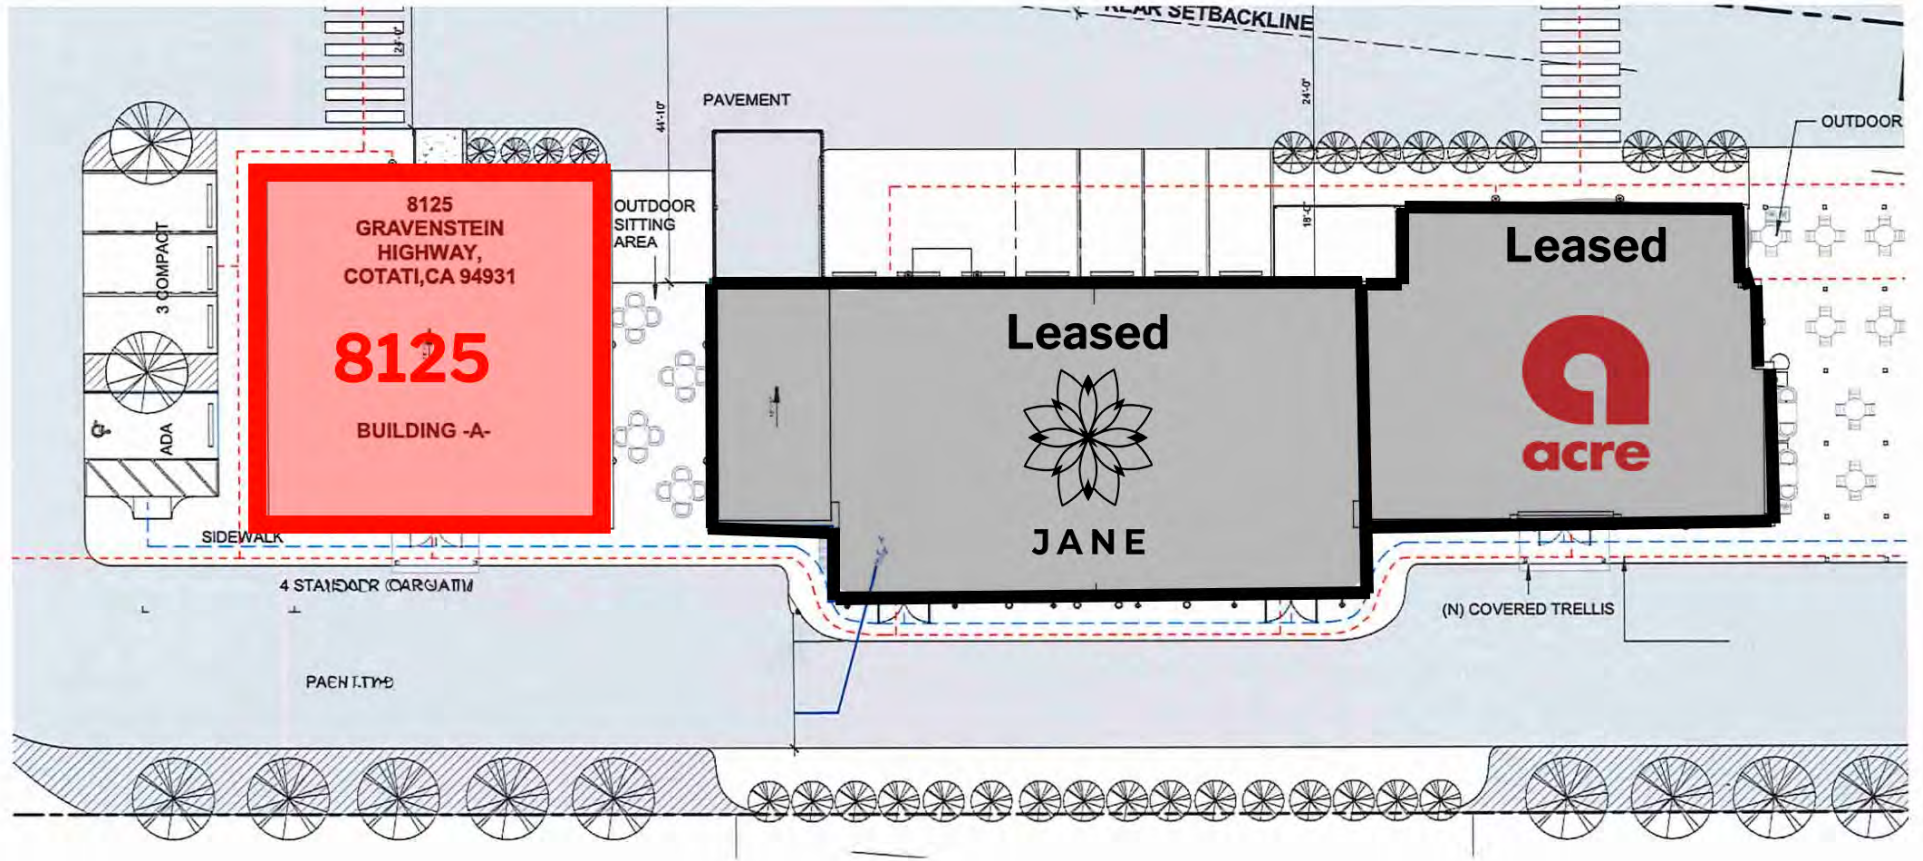 REAR SETBACKLINE
24'-0"
PAVEMENT
44'-10"
24'-0"
OUTDOOR
8125
GRAVENSTEIN
HIGHWAY,
COTATI,CA 94931
8125
BUILDING -A-
3 COMPACT
ADA
OUTDOOR
SITTING
AREA
18'-0"
Leased
JANE
Leased
a
acre
SIDEWALK
(N) COVERED TRELLIS